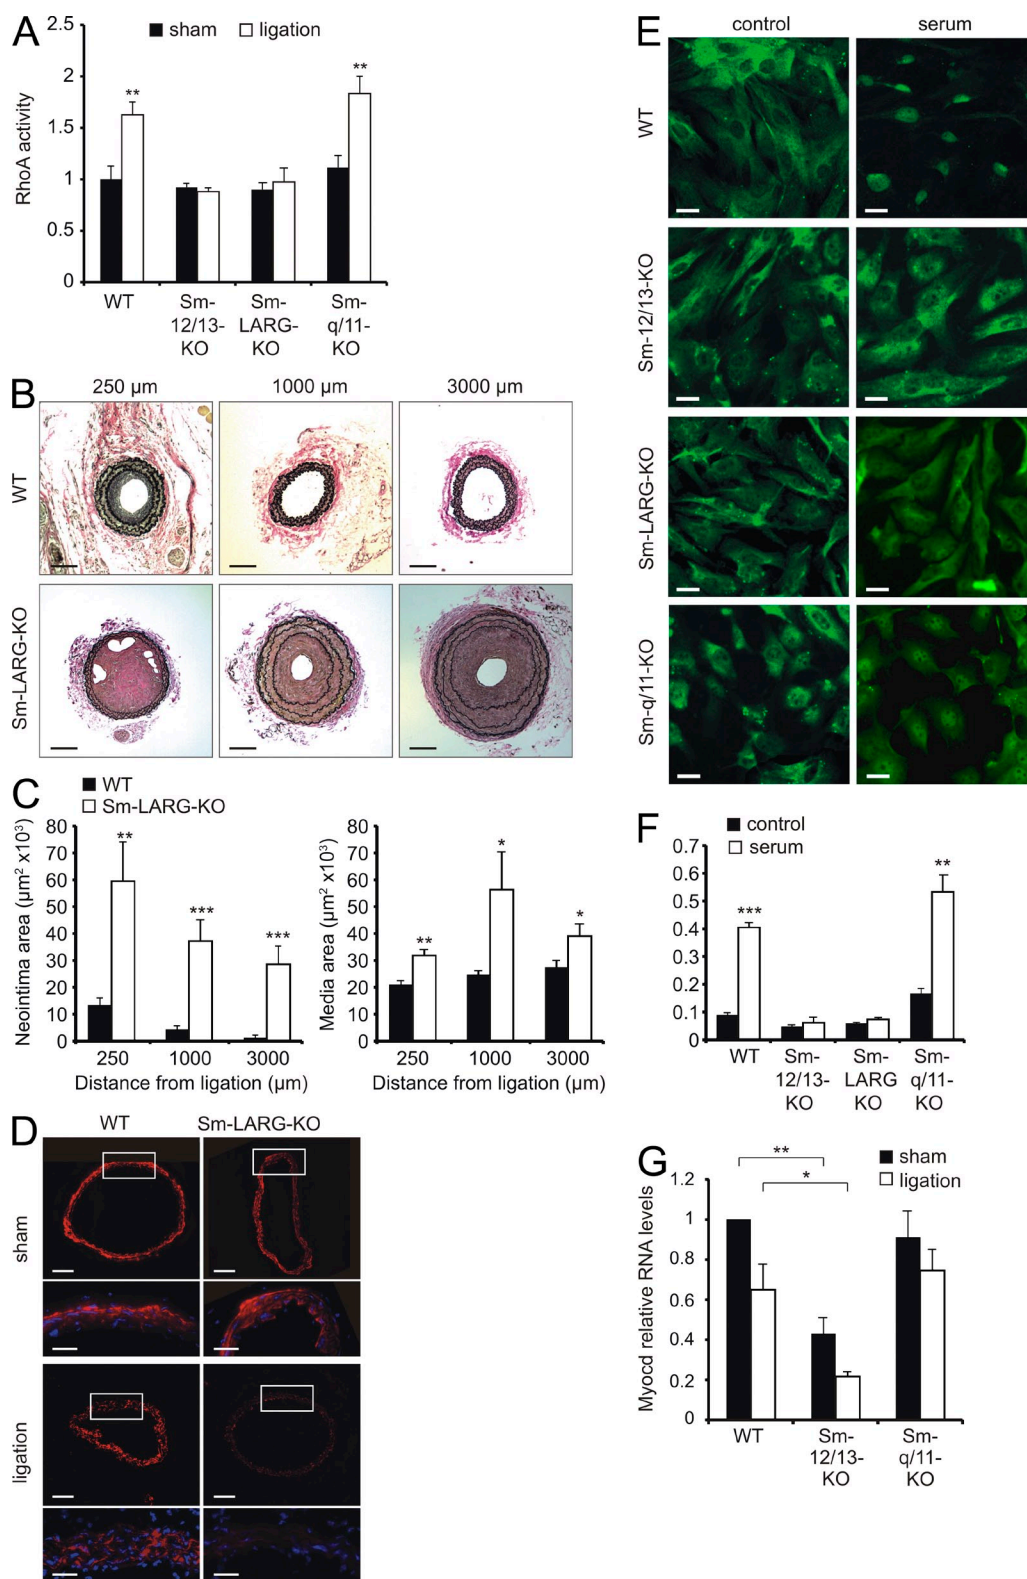 A
2.5
2
1.5
1
0.5
0
RhoA activity
sham ligation
**
**
WT
Sm-12/13-KO
Sm-LARG-KO
Sm-q/11-KO
B
250 µm 1000 µm 3000 µm
WT
Sm-LARG-KO
C
WT
Sm-LARG-KO
80
70
60
50
40
30
20
10
0
Neointima area (µm² x10³)
**
***
***
250 1000 3000
Distance from ligation (µm)
80
70
60
50
40
30
20
10
0
Media area (µm² x10³)
**
*
*
250 1000 3000
Distance from ligation (µm)
D
WT Sm-LARG-KO
sham
ligation
E
control serum
WT
Sm-12/13-KO
Sm-LARG-KO
Sm-q/11-KO
F
control
serum
0.7
0.6
0.5
0.4
0.3
0.2
0.1
0
***
**
WT
Sm-12/13-KO
Sm-LARG KO
Sm-q/11-KO
G
sham
ligation
**
*
1.2
1
0.8
0.6
0.4
0.2
0
Myocd relative RNA levels
WT
Sm-12/13-KO
Sm-q/11-KO